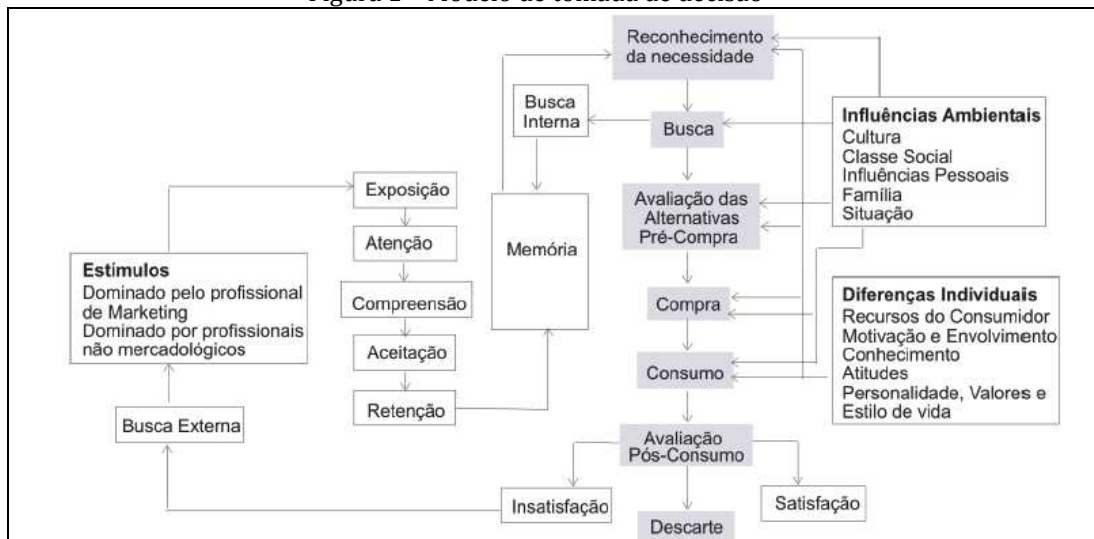 Reconhecimento
da necessidade
Busca
Interna
Busca
Influências Ambientais
Cultura
Classe Social
Influências Pessoais
Família
Situação
Exposição
Avaliação das
Alternativas
Pré-Compra
Atenção
Memória
Estímulos
Dominado pelo profissional
de Marketing
Dominado por profissionais
não mercadológicos
Compreensão
Compra
Diferenças Individuais
Recursos do Consumidor
Motivação e Envolvimento
Conhecimento
Atitudes
Personalidade, Valores e
Estilo de vida
Aceitação
Consumo
Retenção
Busca Externa
Avaliação
Pós-Consumo
Insatisfação
Satisfação
Descarte